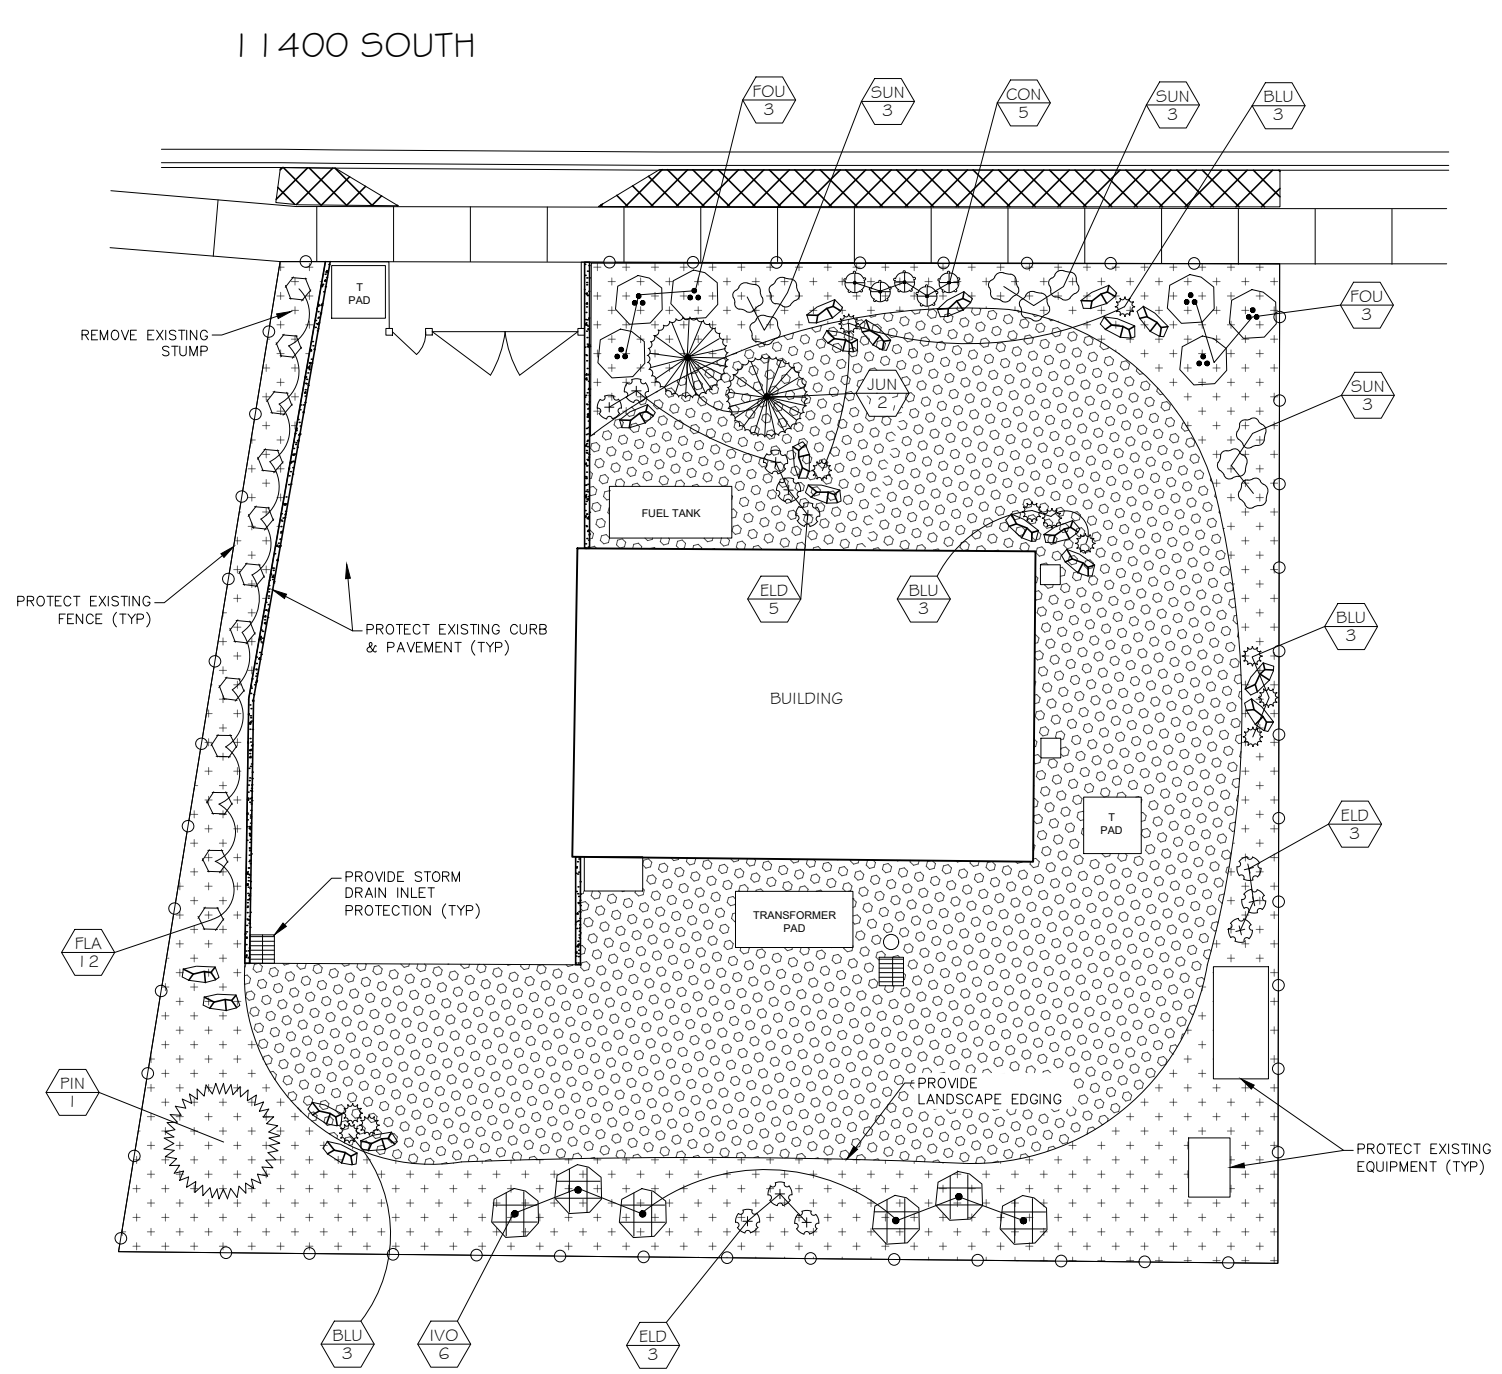 11400 SOUTH
FOU
3
SUN
3
CON
5
SUN
3
BLU
3
T
PAD
FOU
3
REMOVE EXISTING
STUMP
JUN
2
SUN
3
FUEL TANK
PROTECT EXISTING
FENCE (TYP)
ELD
5
BLU
3
PROTECT EXISTING CURB
& PAVEMENT (TYP)
BLU
3
BUILDING
T
PAD
ELD
3
PROVIDE STORM
DRAIN INLET
PROTECTION (TYP)
TRANSFORMER
PAD
FLA
12
PIN
1
PROVIDE
LANDSCAPE EDGING
PROTECT EXISTING
EQUIPMENT (TYP)
BLU
3
IVO
6
ELD
3